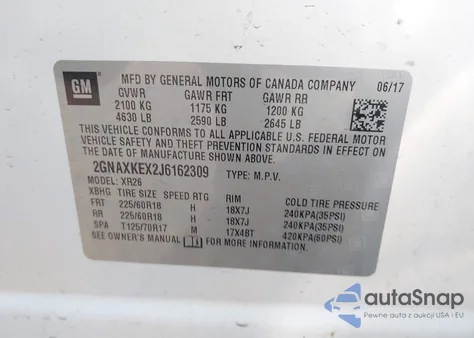 GM
MFD BY GENERAL MOTORS OF CANADA COMPANY 06/17
GVWR GAWR FRT GAWR RR
2100 KG 1175 KG 1200 KG
4630 LB 2590 LB 2645 LB
THIS VEHICLE CONFORMS TO ALL APPLICABLE U.S. FEDERAL MOTOR
VEHICLE SAFETY AND THEFT PREVENTION STANDARDS IN EFFECT ON
THE DATE OF MANUFACTURE SHOWN ABOVE.
2GNAXKEX2J6162309 TYPE: M.P.V.
MODEL: XR26
XBHG TIRE SIZE SPEED RTG RIM COLD TIRE PRESSURE
FRT 225/60R18 H 18X7J 240KPA(35PSI)
RR 225/60R18 H 18X7J 240KPA(35PSI)
SPA T125/70R17 M 17X4BT 420KPA(60PSI)
SEE OWNER'S MANUAL FOR MORE INFORMATION
autoSnap
Pewne auta z aukcji USA - EU